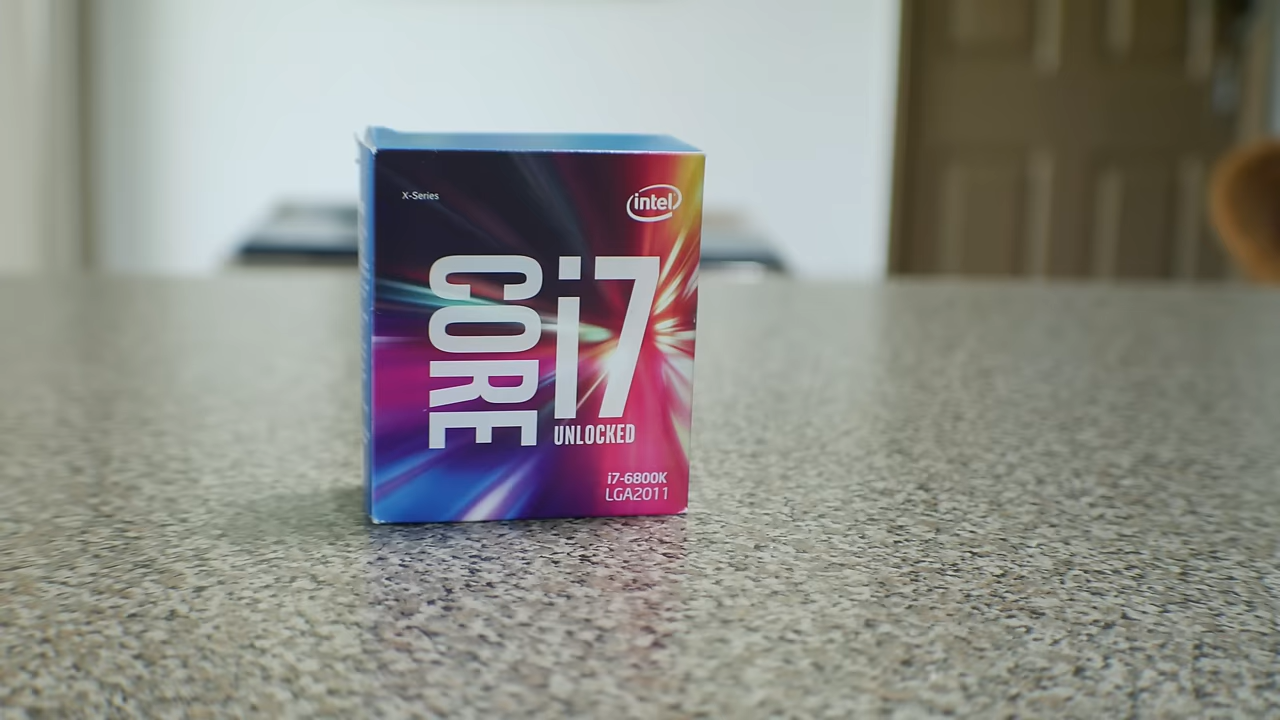 X-Series
intel
CORE i7
UNLOCKED
i7-6800K
LGA2011